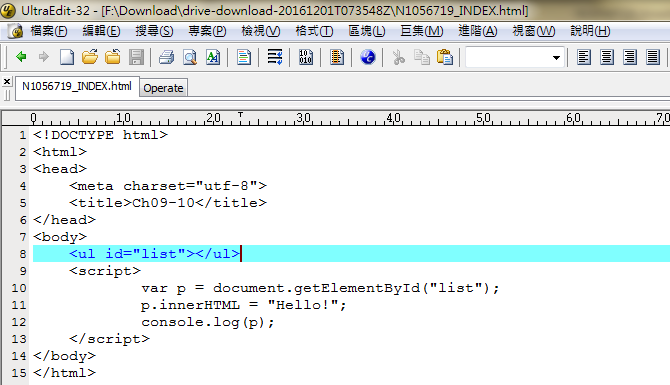 UltraEdit-32 - [F:\Download\drive-download-20161201T073548Z\N1056719_INDEX.html]
檔案(F) 編輯(E) 搜尋(S) 專案(P) 檢視(V) 格式(T) 區塊(L) 巨集(M) 進階(A) 視窗(W) 說明(H)
N1056719_INDEX.html Operate
0 10 20 30 40 50 60 70
1 <!DOCTYPE html>
2 <html>
3 <head>
4 <meta charset="utf-8">
5 <title>Ch09-10</title>
6 </head>
7 <body>
8 <ul id="list"></ul>
9 <script>
10 var p = document.getElementById("list");
11 p.innerHTML = "Hello!";
12 console.log(p);
13 </script>
14 </body>
15 </html>